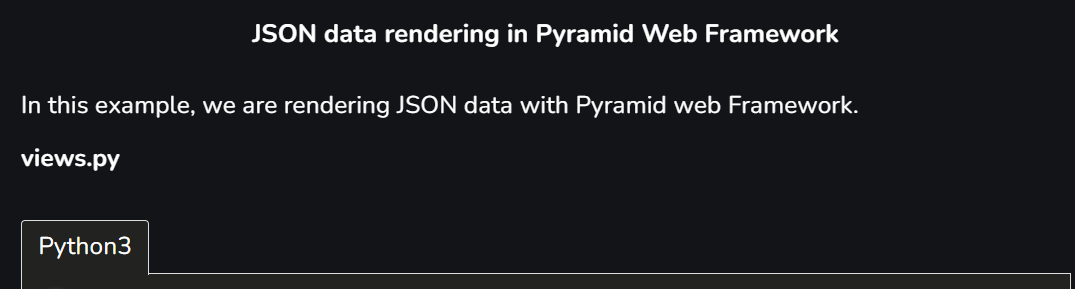 JSON data rendering in Pyramid Web Framework
In this example, we are rendering JSON data with Pyramid web Framework.
views.py
Python3